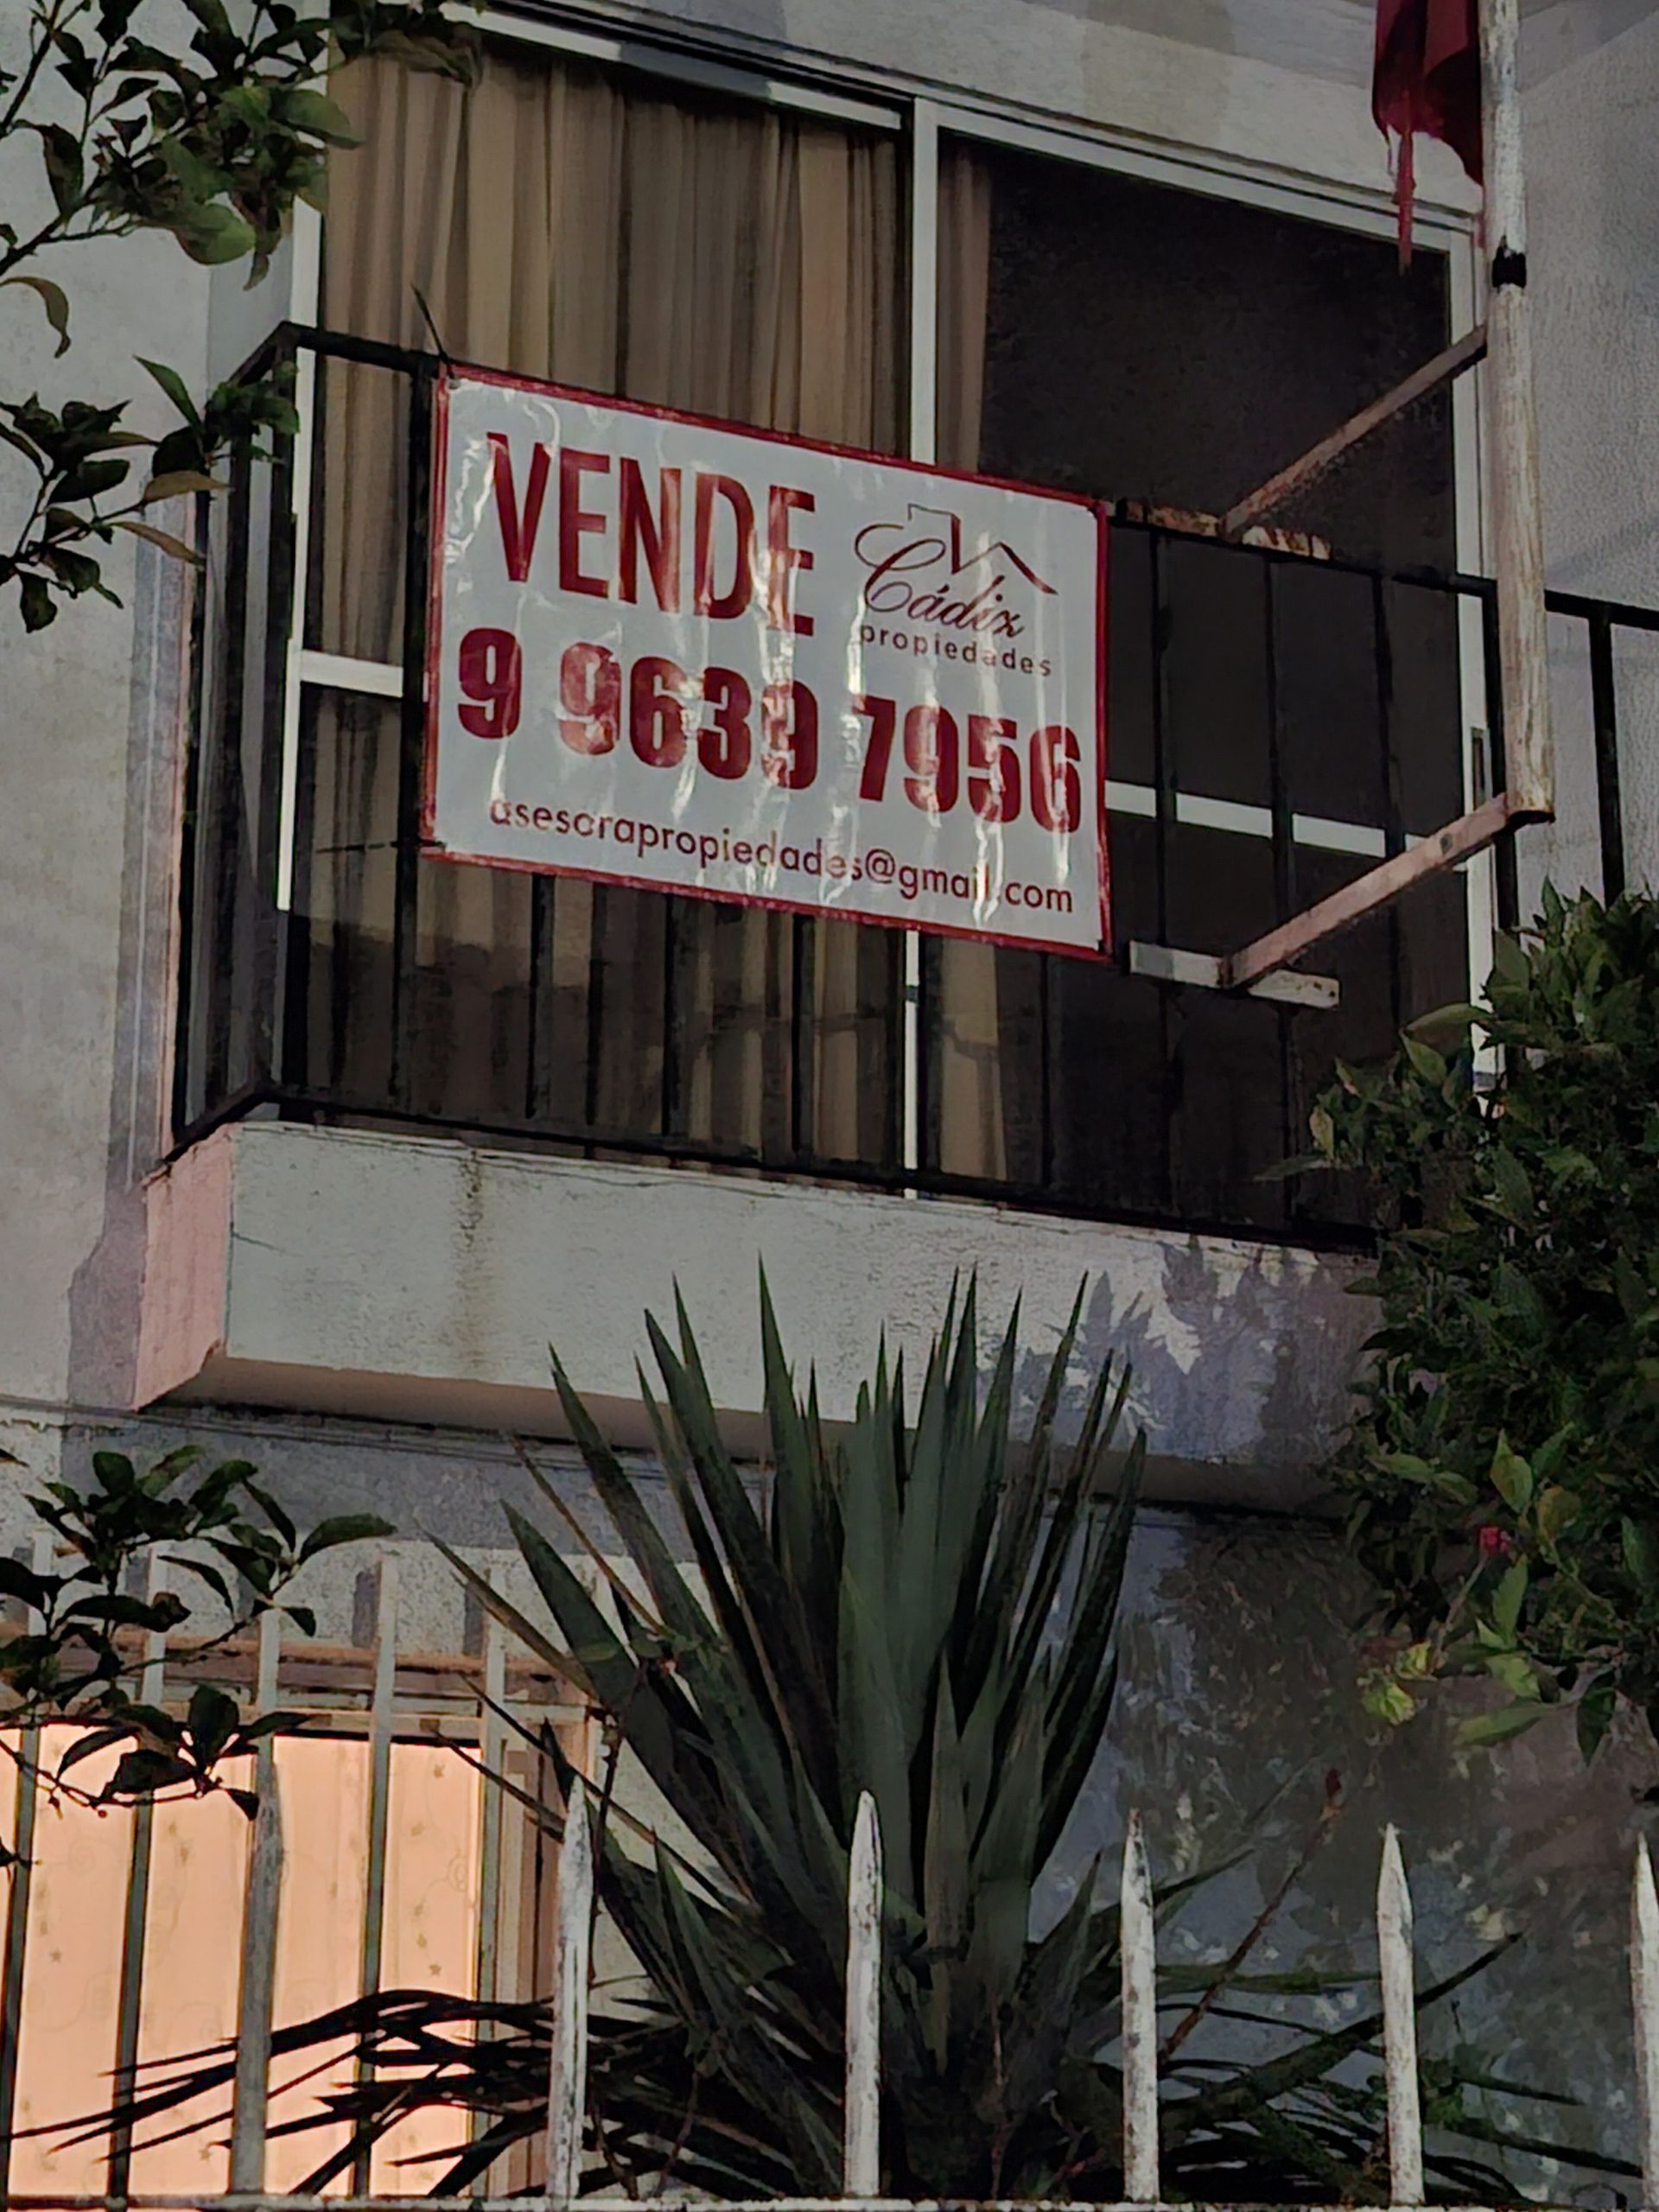 VENDE
Cádiz
propiedades
9 9639 7956
asesorapropiedades@gmail.com